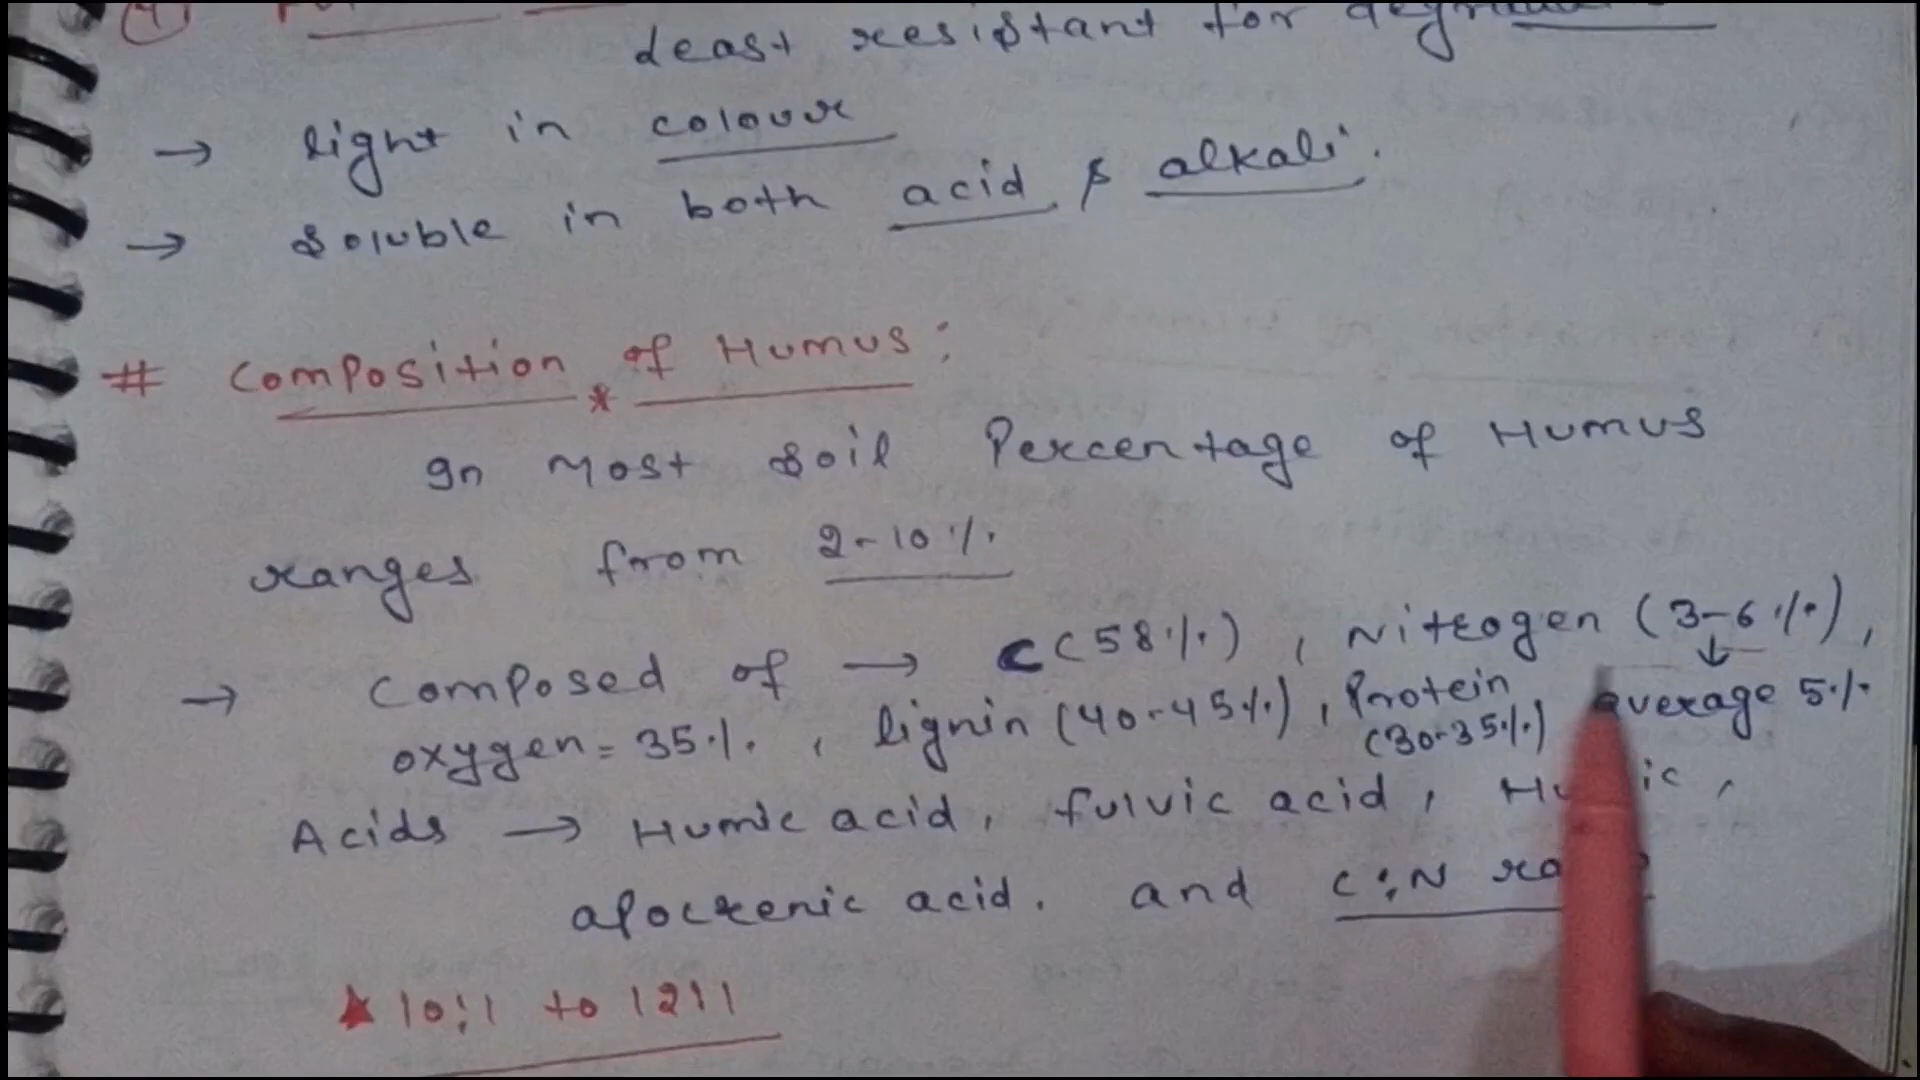 Least resistant for
→ light in colour
→ Soluble in both acid & alkali.
# Composition of Humus:
In Most Soil Percentage of Humus
ranges from 2-10%
→ Composed of → C (58%), Nitrogen (3-6%),
oxygen = 35%, lignin (40-45%), Protein (30-35%) average 5%
Acids → Humic acid, fulvic acid,
apocrenic acid. and C:N
10:1 to 12:1